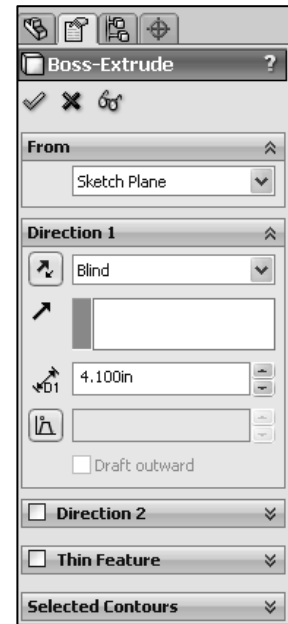 Boss-Extrude ?
From
Sketch Plane
Direction 1
Blind
D1 4.100in
Draft outward
Direction 2
Thin Feature
Selected Contours